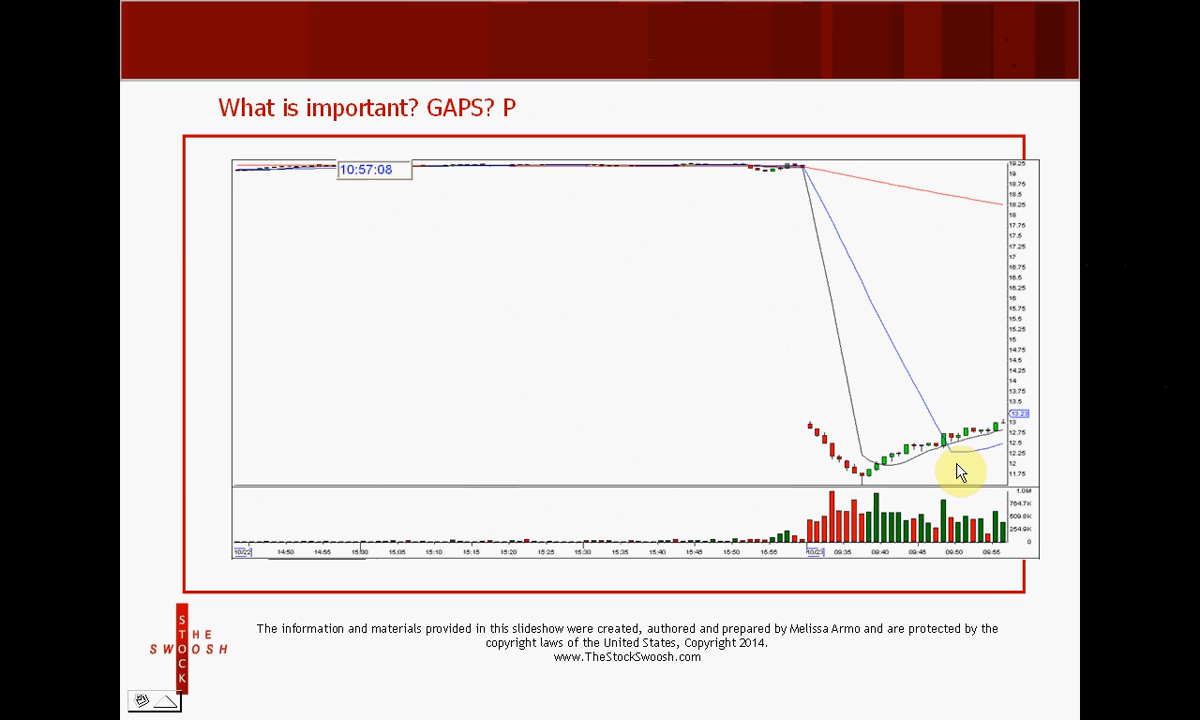 What is important? GAPS? P
10:57:08
19.25
19
18.75
18.5
18.25
18
17.75
17.5
17.25
17
16.75
16.5
16.25
16
15.75
15.5
15.25
15
14.75
14.5
14.25
14
13.75
13.5
13.23
13
12.75
12.5
12.25
12
11.75
1.0M
764.7K
509.8K
254.9K
0
10/22 14:50 14:55 15:00 15:05 15:10 15:15 15:20 15:25 15:30 15:35 15:40 15:45 15:50 15:55 10/23 09:35 09:40 09:45 09:50 09:55
THE
STOCK
SWOOSH
The information and materials provided in this slideshow were created, authored and prepared by Melissa Armo and are protected by the
copyright laws of the United States, Copyright 2014.
www.TheStockSwoosh.com